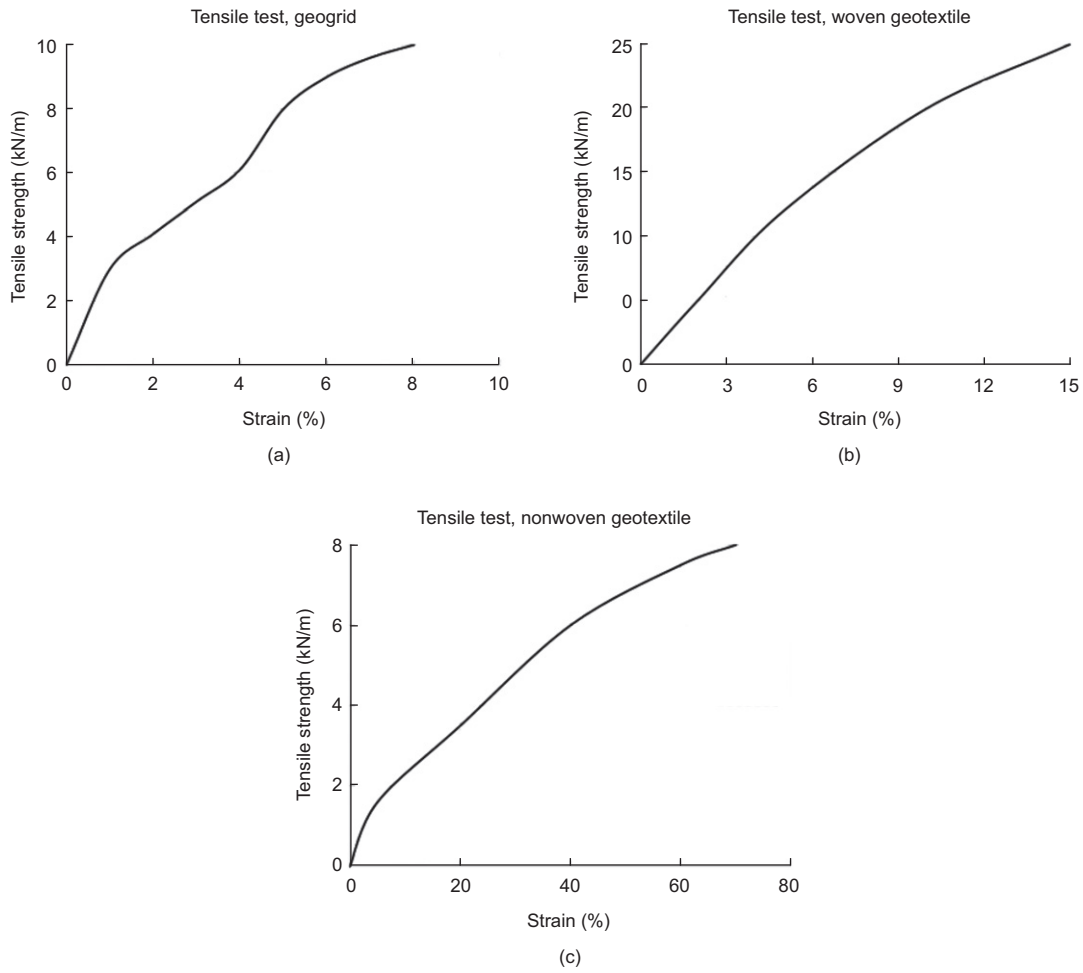 Tensile test, geogrid
10
8
6
4
2
0
0 2 4 6 8 10
Tensile strength (kN/m)
Strain (%)
(a)
Tensile test, woven geotextile
25
20
15
10
0
0
0 3 6 9 12 15
Tensile strength (kN/m)
Strain (%)
(b)
Tensile test, nonwoven geotextile
8
6
4
2
0
0 20 40 60 80
Tensile strength (kN/m)
Strain (%)
(c)